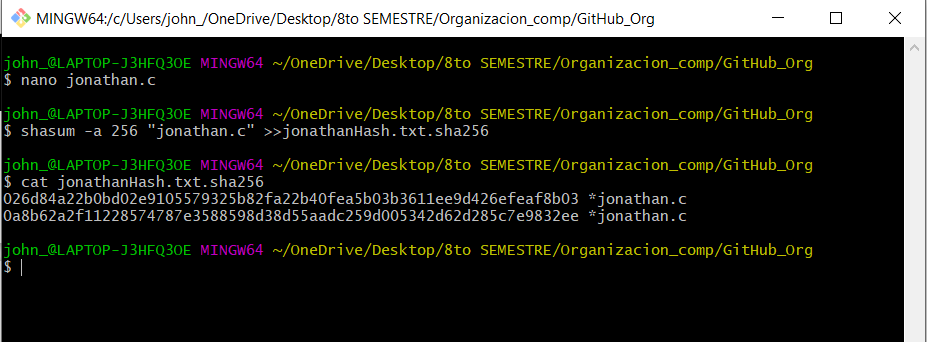 MINGW64:/c/Users/john_/OneDrive/Desktop/8to SEMESTRE/Organizacion_comp/GitHub_Org
john_@LAPTOP-J3HFQ3OE MINGW64 ~/OneDrive/Desktop/8to SEMESTRE/Organizacion_comp/GitHub_Org
$ nano jonathan.c
john_@LAPTOP-J3HFQ3OE MINGW64 ~/OneDrive/Desktop/8to SEMESTRE/Organizacion_comp/GitHub_Org
$ shasum -a 256 "jonathan.c" >>jonathanHash.txt.sha256
john_@LAPTOP-J3HFQ3OE MINGW64 ~/OneDrive/Desktop/8to SEMESTRE/Organizacion_comp/GitHub_Org
$ cat jonathanHash.txt.sha256
026d84a22b0bd02e9105579325b82fa22b40fea5b03b3611ee9d426efeaf8b03 *jonathan.c
0a8b62a2f11228574787e3588598d38d55aadc259d005342d62d285c7e9832ee *jonathan.c
john_@LAPTOP-J3HFQ3OE MINGW64 ~/OneDrive/Desktop/8to SEMESTRE/Organizacion_comp/GitHub_Org
$